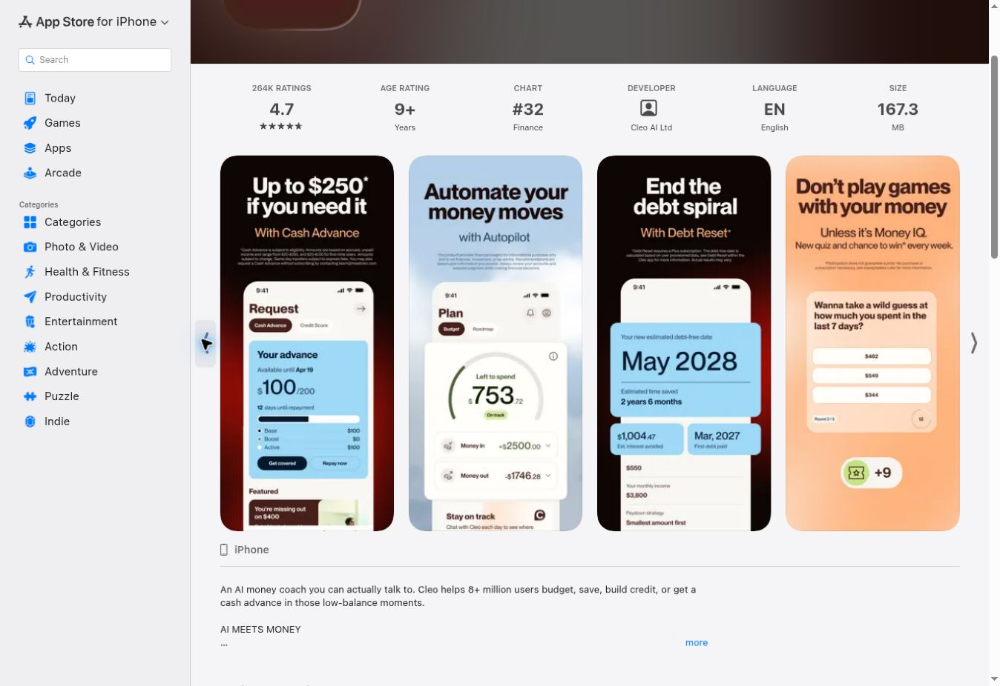 App Store for iPhone
Search
Today
Games
Apps
Arcade
Categories
Categories
Photo & Video
Health & Fitness
Productivity
Entertainment
Action
Adventure
Puzzle
Indie
264K RATINGS
4.7
AGE RATING
9+
Years
CHART
#32
Finance
DEVELOPER
Cleo AI Ltd
LANGUAGE
EN
English
SIZE
167.3
MB
Up to $250*
if you need it
With Cash Advance
9:41
Request
Cash Advance
Credit Score
Your advance
Available until Apr 19
$100/200
12 days until repayment
Base $100
Boost $0
Active $100
Get covered
Repay now
Featured
You're missing out
on $400
Automate your
money moves
with Autopilot
9:41
Plan
Budget
Roadmap
Left to spend
$753.72
On track
Money in +$2500.00
Money out -$1746.28
Stay on track
Chat with Cleo each day to see where
End the
debt spiral
With Debt Reset*
9:41
Your new estimated debt-free date
May 2028
Estimated time saved
2 years 6 months
$1,004.47
Est. interest avoided
Mar, 2027
First debt paid
$550
Your monthly income
$3,800
Paydown strategy
Smallest amount first
Don't play games
with your money
Unless it's Money IQ.
New quiz and chance to win* every week.
Wanna take a wild guess at
how much you spent in the
last 7 days?
$462
$549
$344
Round 3 / 5
12
+9
iPhone
An AI money coach you can actually talk to. Cleo helps 8+ million users budget, save, build credit, or get a
cash advance in those low-balance moments.
AI MEETS MONEY
...
more